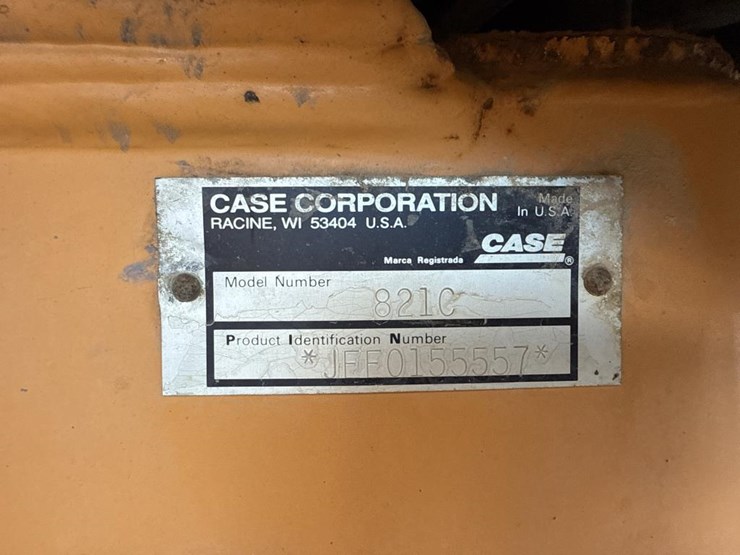 CASE CORPORATION
RACINE, WI 53404 U.S.A.
Made
In U.S.A.
Marca Registrada
CASE®
Model Number
821C
Product Identification Number
*JEE0155557*